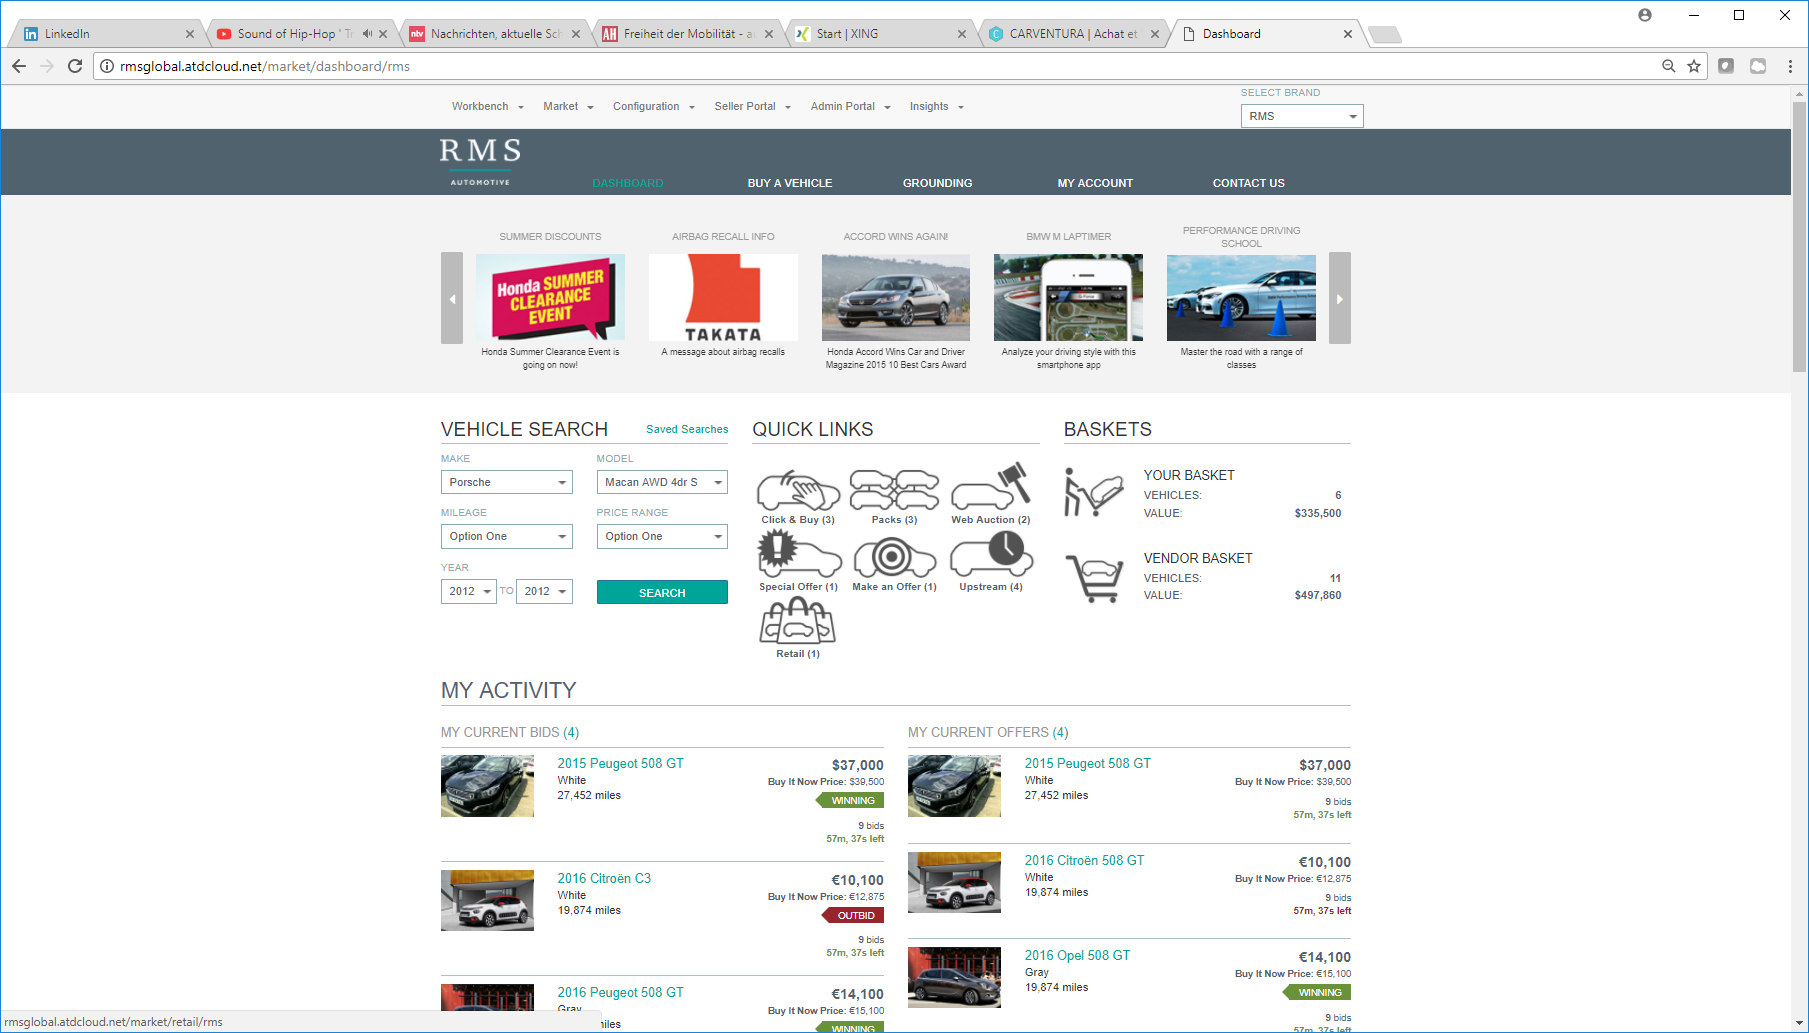 LinkedIn
Sound of Hip-Hop ' Tr
ntv Nachrichten, aktuelle Sch
AH Freiheit der Mobilität - a
Start | XING
CARVENTURA | Achat et
Dashboard
rmsglobal.atdcloud.net/market/dashboard/rms
Workbench Market Configuration Seller Portal Admin Portal Insights
SELECT BRAND
RMS
RMS
AUTOMOTIVE
DASHBOARD BUY A VEHICLE GROUNDING MY ACCOUNT CONTACT US
SUMMER DISCOUNTS
Honda SUMMER
CLEARANCE
EVENT
Honda Summer Clearance Event is
going on now!
AIRBAG RECALL INFO
TAKATA
A message about airbag recalls
ACCORD WINS AGAIN!
Honda Accord Wins Car and Driver
Magazine 2015 10 Best Cars Award
BMW M LAPTIMER
Analyze your driving style with this
smartphone app
PERFORMANCE DRIVING
SCHOOL
Master the road with a range of
classes
VEHICLE SEARCH Saved Searches
MAKE MODEL
Porsche Macan AWD 4dr S
MILEAGE PRICE RANGE
Option One Option One
YEAR
2012 TO 2012 SEARCH
QUICK LINKS
Click & Buy (3) Packs (3) Web Auction (2)
Special Offer (1) Make an Offer (1) Upstream (4)
Retail (1)
BASKETS
YOUR BASKET
VEHICLES: 6
VALUE: $335,500
VENDOR BASKET
VEHICLES: 11
VALUE: $497,860
MY ACTIVITY
MY CURRENT BIDS (4)
2015 Peugeot 508 GT $37,000
White Buy It Now Price: $39,500
27,452 miles WINNING
9 bids
57m, 37s left
2016 Citroën C3 €10,100
White Buy It Now Price: €12,875
19,874 miles OUTBID
9 bids
57m, 37s left
2016 Peugeot 508 GT €14,100
Gray Buy It Now Price: €15,100
miles WINNING
MY CURRENT OFFERS (4)
2015 Peugeot 508 GT $37,000
White Buy It Now Price: $39,500
27,452 miles
9 bids
57m, 37s left
2016 Citroën 508 GT €10,100
White Buy It Now Price: €12,875
19,874 miles
9 bids
57m, 37s left
2016 Opel 508 GT €14,100
Gray Buy It Now Price: €15,100
19,874 miles WINNING
9 bids
57m, 37s left
rmsglobal.atdcloud.net/market/retail/rms